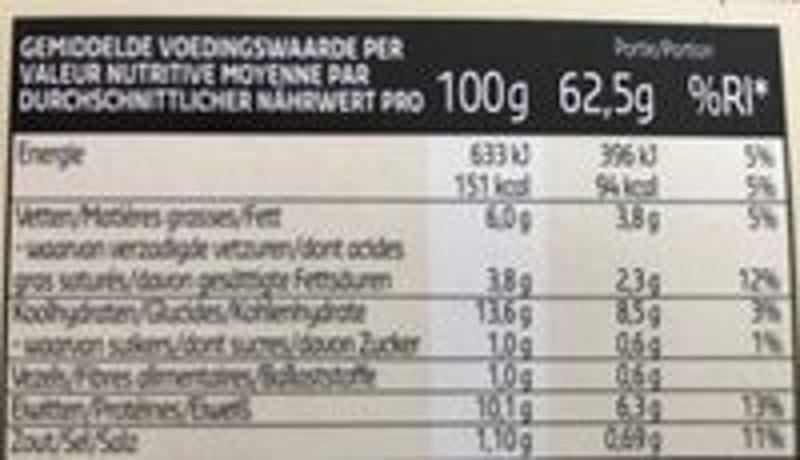 GEMIDDELDE VOEDINGSWAARDE PER
VALEUR NUTRITIVE MOYENNE PAR
DURCHSCHNITTLICHER NÄHRWERT PRO 100g 62,5g %RI*
Portie/Portion
Energie 633 kJ 396 kJ 5%
151 kcal 94 kcal 5%
Vetten/Matières grasses/Fett 6,0g 3,8g 5%
- waarvan verzadigde vetzuren/dont acides
gras saturés/davon gesättigte Fettsäuren 3,8g 2,3g 12%
Koolhydraten/Glucides/Kohlenhydrate 13,6g 8,5g 3%
- waarvan suikers/dont sucres/davon Zucker 1,0g 0,6g 1%
Vezels/Fibres alimentaires/Ballaststoffe 1,0g 0,6g
Eiwitten/Protéines/Eiweiß 10,1g 6,3g 13%
Zout/Sel/Salz 1,10g 0,69g 11%